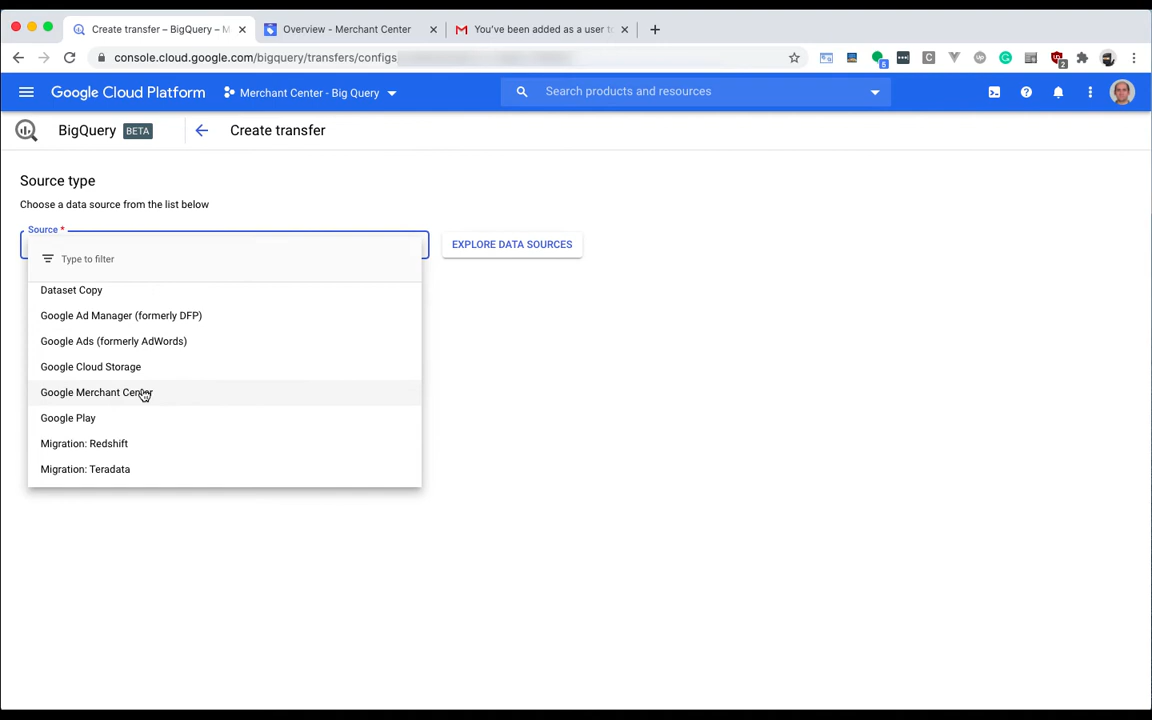 Create transfer – BigQuery – M
Overview - Merchant Center
You've been added as a user to
console.cloud.google.com/bigquery/transfers/configs
Google Cloud Platform
Merchant Center - Big Query
Search products and resources
BigQuery BETA
Create transfer
Source type
Choose a data source from the list below
Source *
EXPLORE DATA SOURCES
Type to filter
Dataset Copy
Google Ad Manager (formerly DFP)
Google Ads (formerly AdWords)
Google Cloud Storage
Google Merchant Center
Google Play
Migration: Redshift
Migration: Teradata